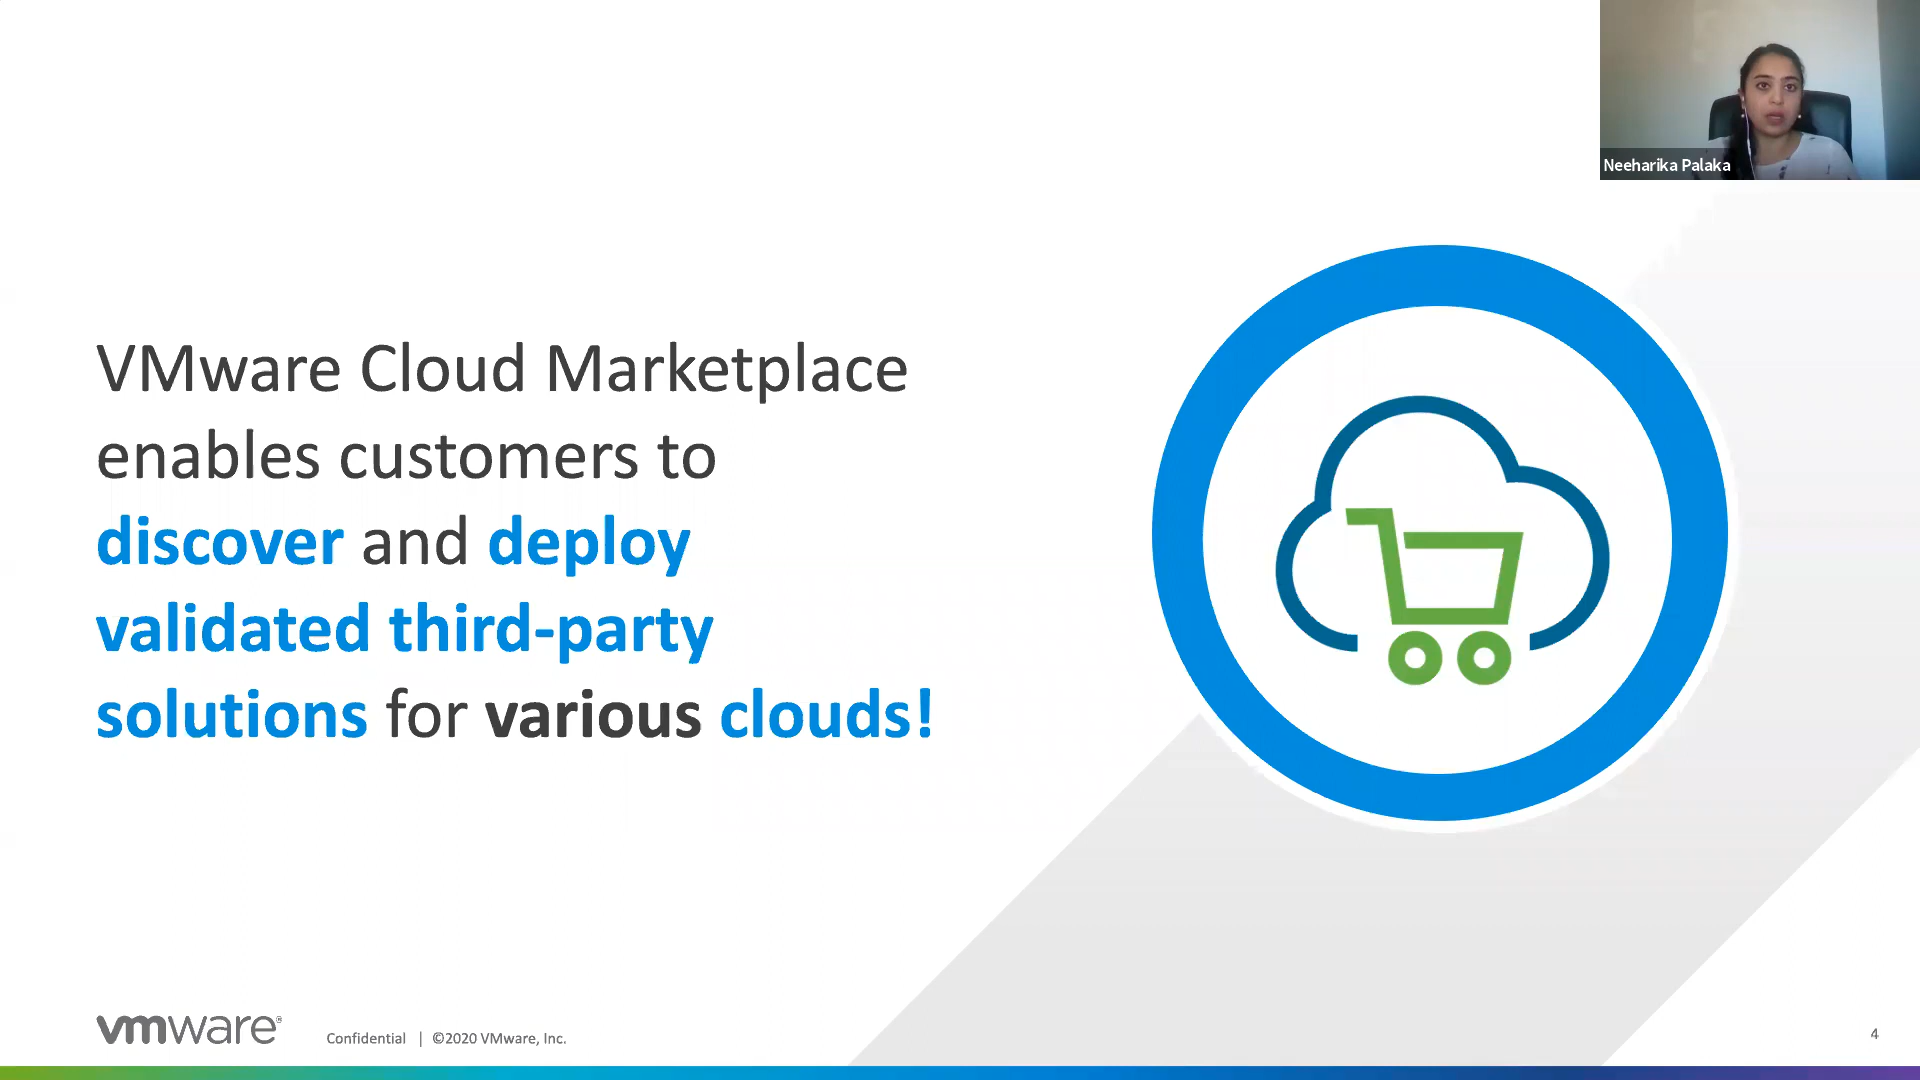 Neeharika Palaka
VMware Cloud Marketplace
enables customers to
discover and deploy
validated third-party
solutions for various clouds!
vmware®
Confidential | ©2020 VMware, Inc.
4